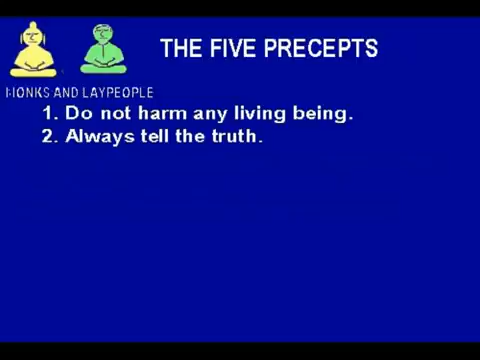 THE FIVE PRECEPTS
MONKS AND LAYPEOPLE
1. Do not harm any living being.
2. Always tell the truth.